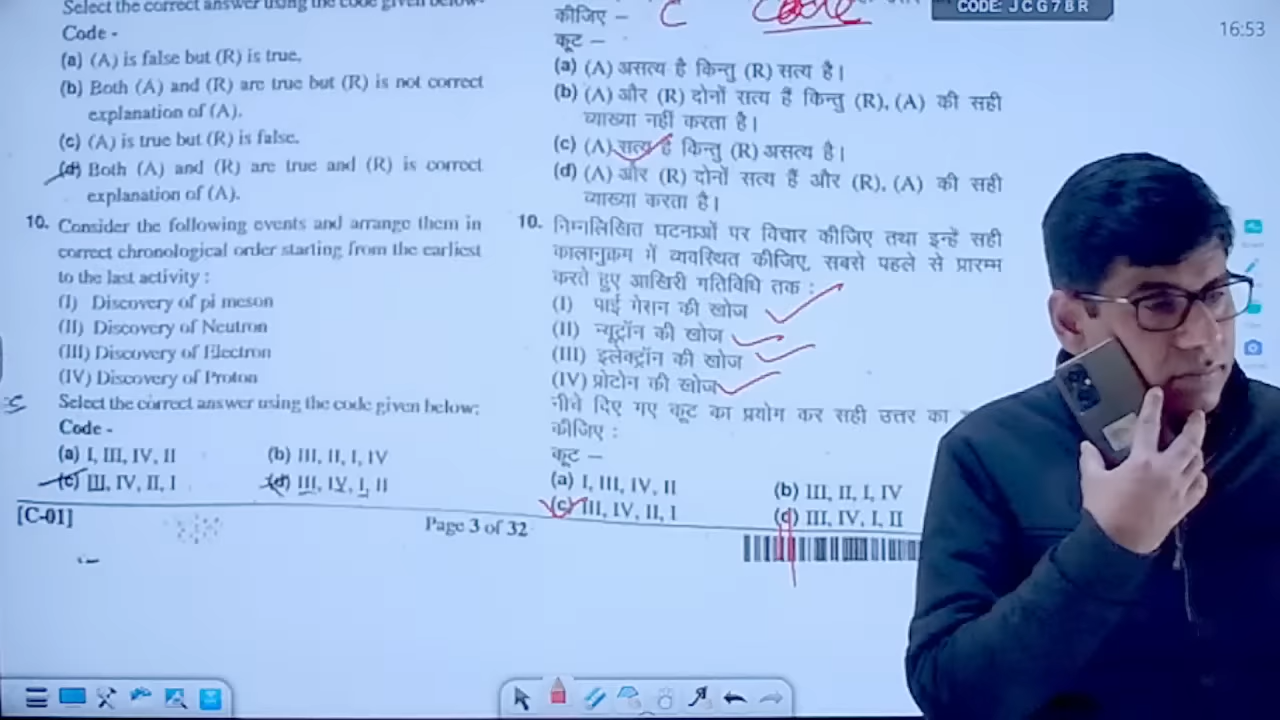 Select the correct answer using the code given below-
Code -
(a) (A) is false but (R) is true.
(b) Both (A) and (R) are true but (R) is not correct
explanation of (A).
(c) (A) is true but (R) is false.
(d) Both (A) and (R) are true and (R) is correct
explanation of (A).
10. Consider the following events and arrange them in
correct chronological order starting from the earliest
to the last activity :
(I) Discovery of pi meson
(II) Discovery of Neutron
(III) Discovery of Electron
(IV) Discovery of Proton
Select the correct answer using the code given below:
Code -
(a) I, III, IV, II
(b) III, II, I, IV
(c) III, IV, II, I
(d) III, IV, I, II
[C-01]
Page 3 of 32
कीजिए –
C
Code
कूट –
(a) (A) असत्य है किन्तु (R) सत्य है।
(b) (A) और (R) दोनों सत्य हैं किन्तु (R), (A) की सही
व्याख्या नहीं करता है।
(c) (A) सत्य है किन्तु (R) असत्य है।
(d) (A) और (R) दोनों सत्य हैं और (R), (A) की सही
व्याख्या करता है।
10. निम्नलिखित घटनाओं पर विचार कीजिए तथा इन्हें सही
कालानुक्रम में व्यवस्थित कीजिए, सबसे पहले से प्रारम्भ
करते हुए आखिरी गतिविधि तक :
(I) पाई मेसान की खोज
(II) न्यूट्रॉन की खोज
(III) इलेक्ट्रॉन की खोज
(IV) प्रोटोन की खोज
नीचे दिए गए कूट का प्रयोग कर सही उत्तर का
कीजिए :
कूट –
(a) I, III, IV, II
(b) III, II, I, IV
(c) III, IV, II, I
(d) III, IV, I, II
CODE: JCG78R
16:53